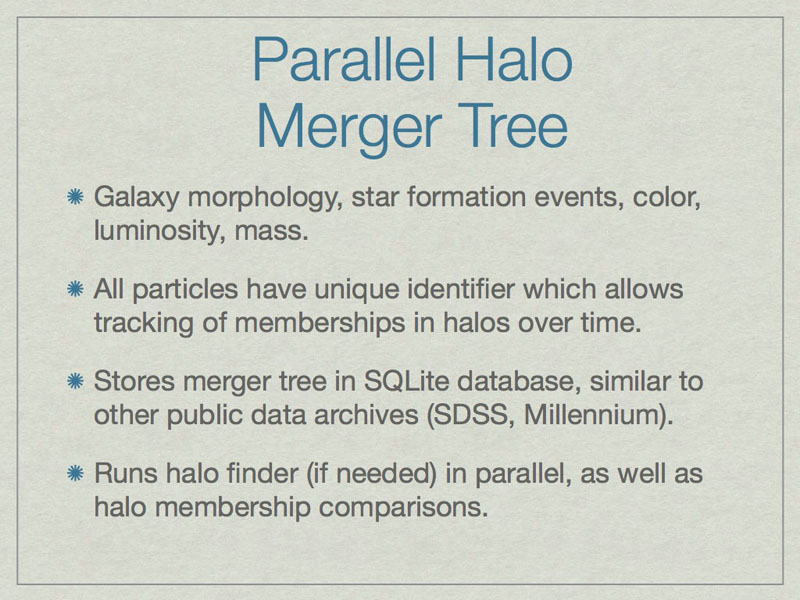 Parallel Halo
Merger Tree
Galaxy morphology, star formation events, color,
luminosity, mass.
All particles have unique identifier which allows
tracking of memberships in halos over time.
Stores merger tree in SQLite database, similar to
other public data archives (SDSS, Millennium).
Runs halo finder (if needed) in parallel, as well as
halo membership comparisons.